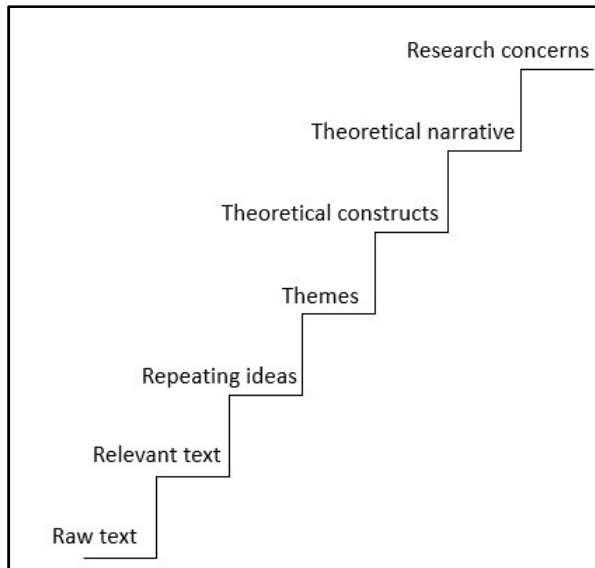 Research concerns
Theoretical narrative
Theoretical constructs
Themes
Repeating ideas
Relevant text
Raw text